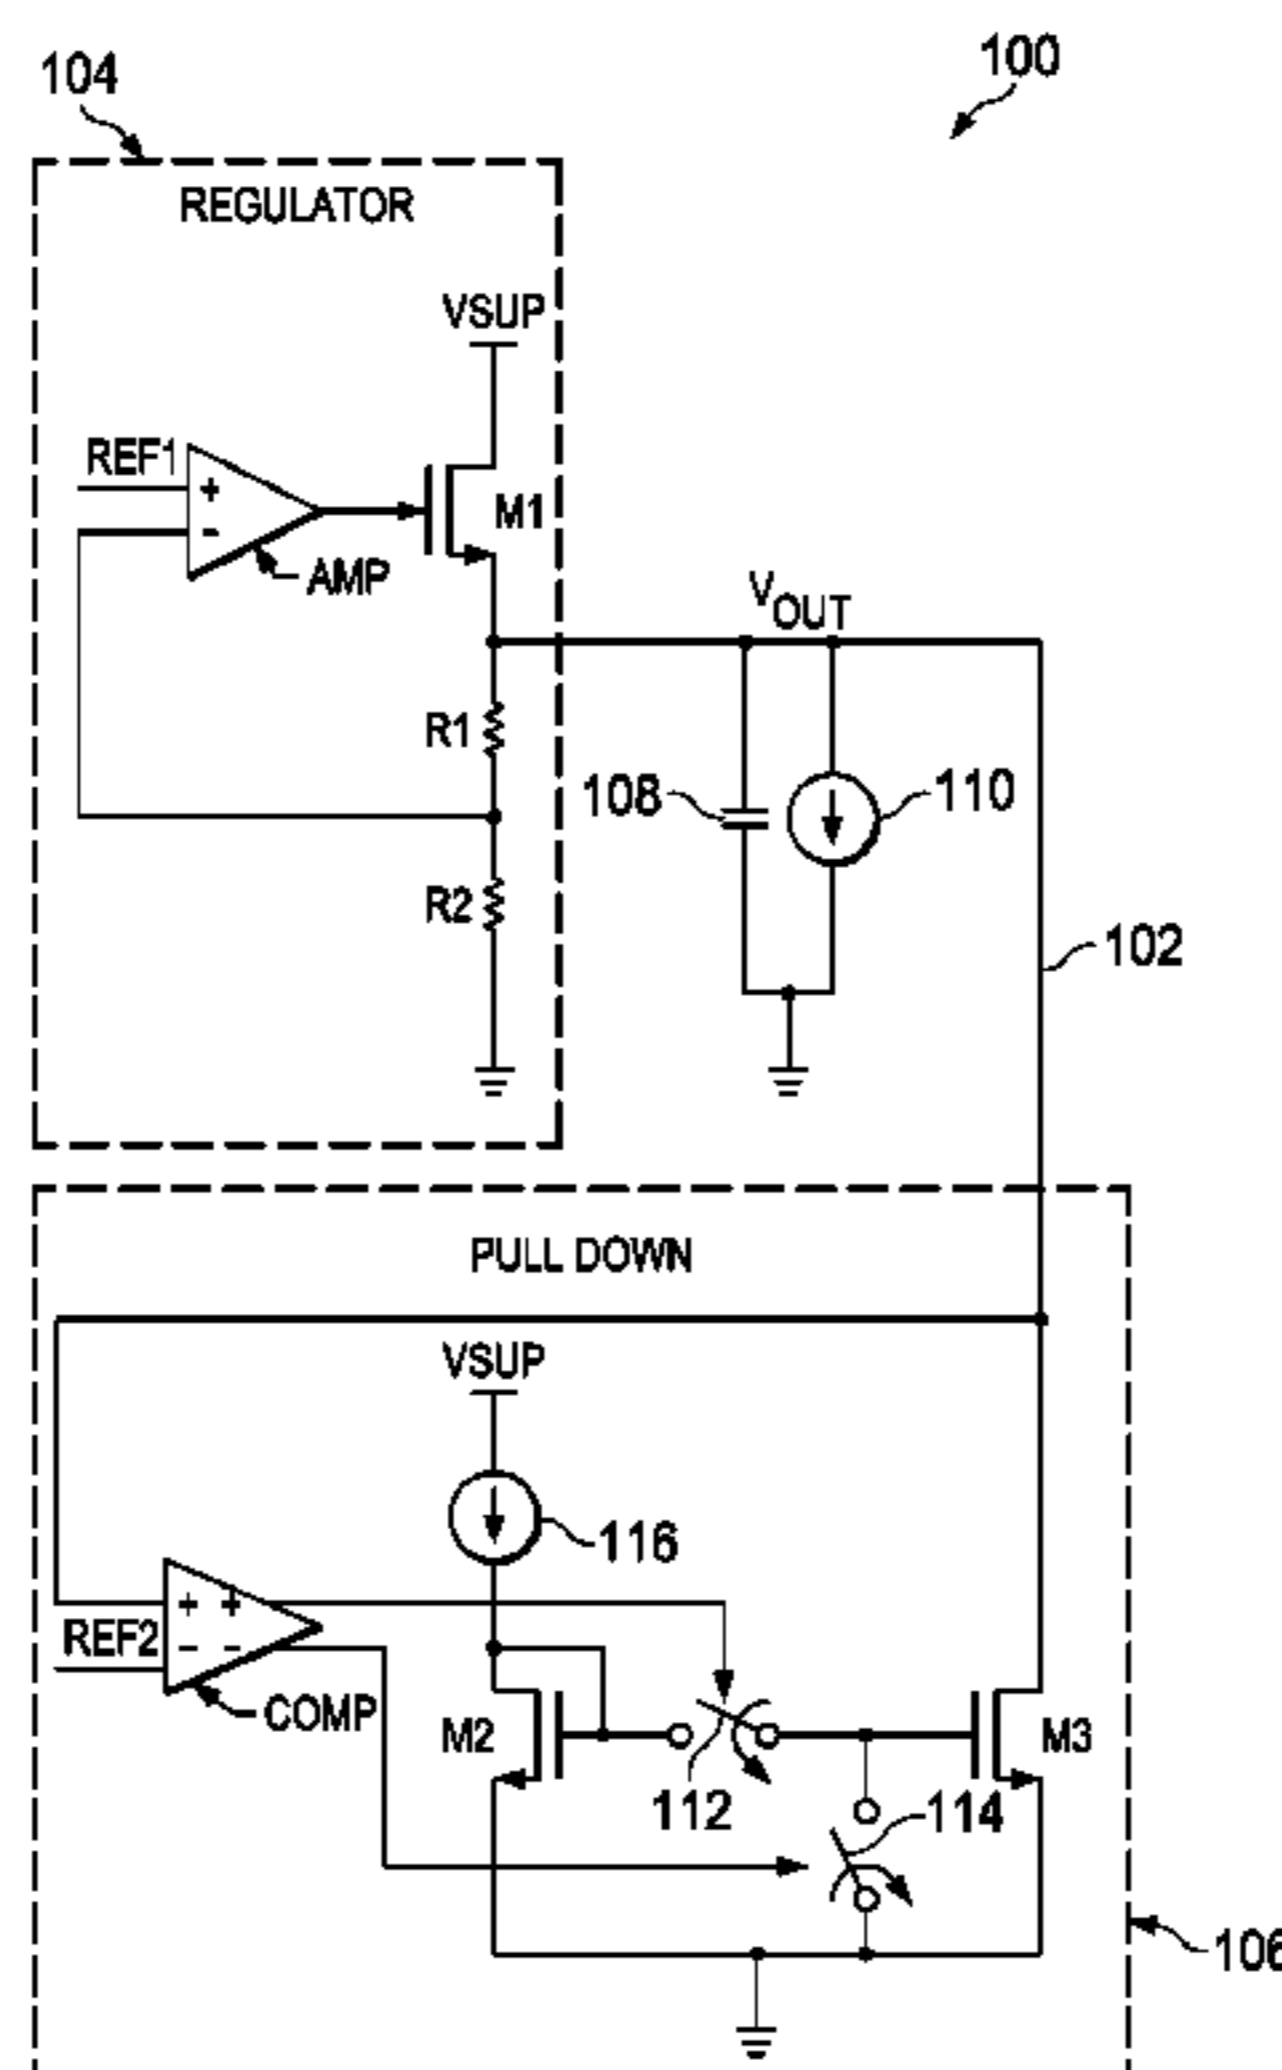 104
100
REGULATOR
VSUP
REF1
+
-
M1
AMP
VOUT
R1
108
110
R2
102
PULL DOWN
VSUP
116
+ +
REF2
- -
COMP
M2
M3
112
114
106